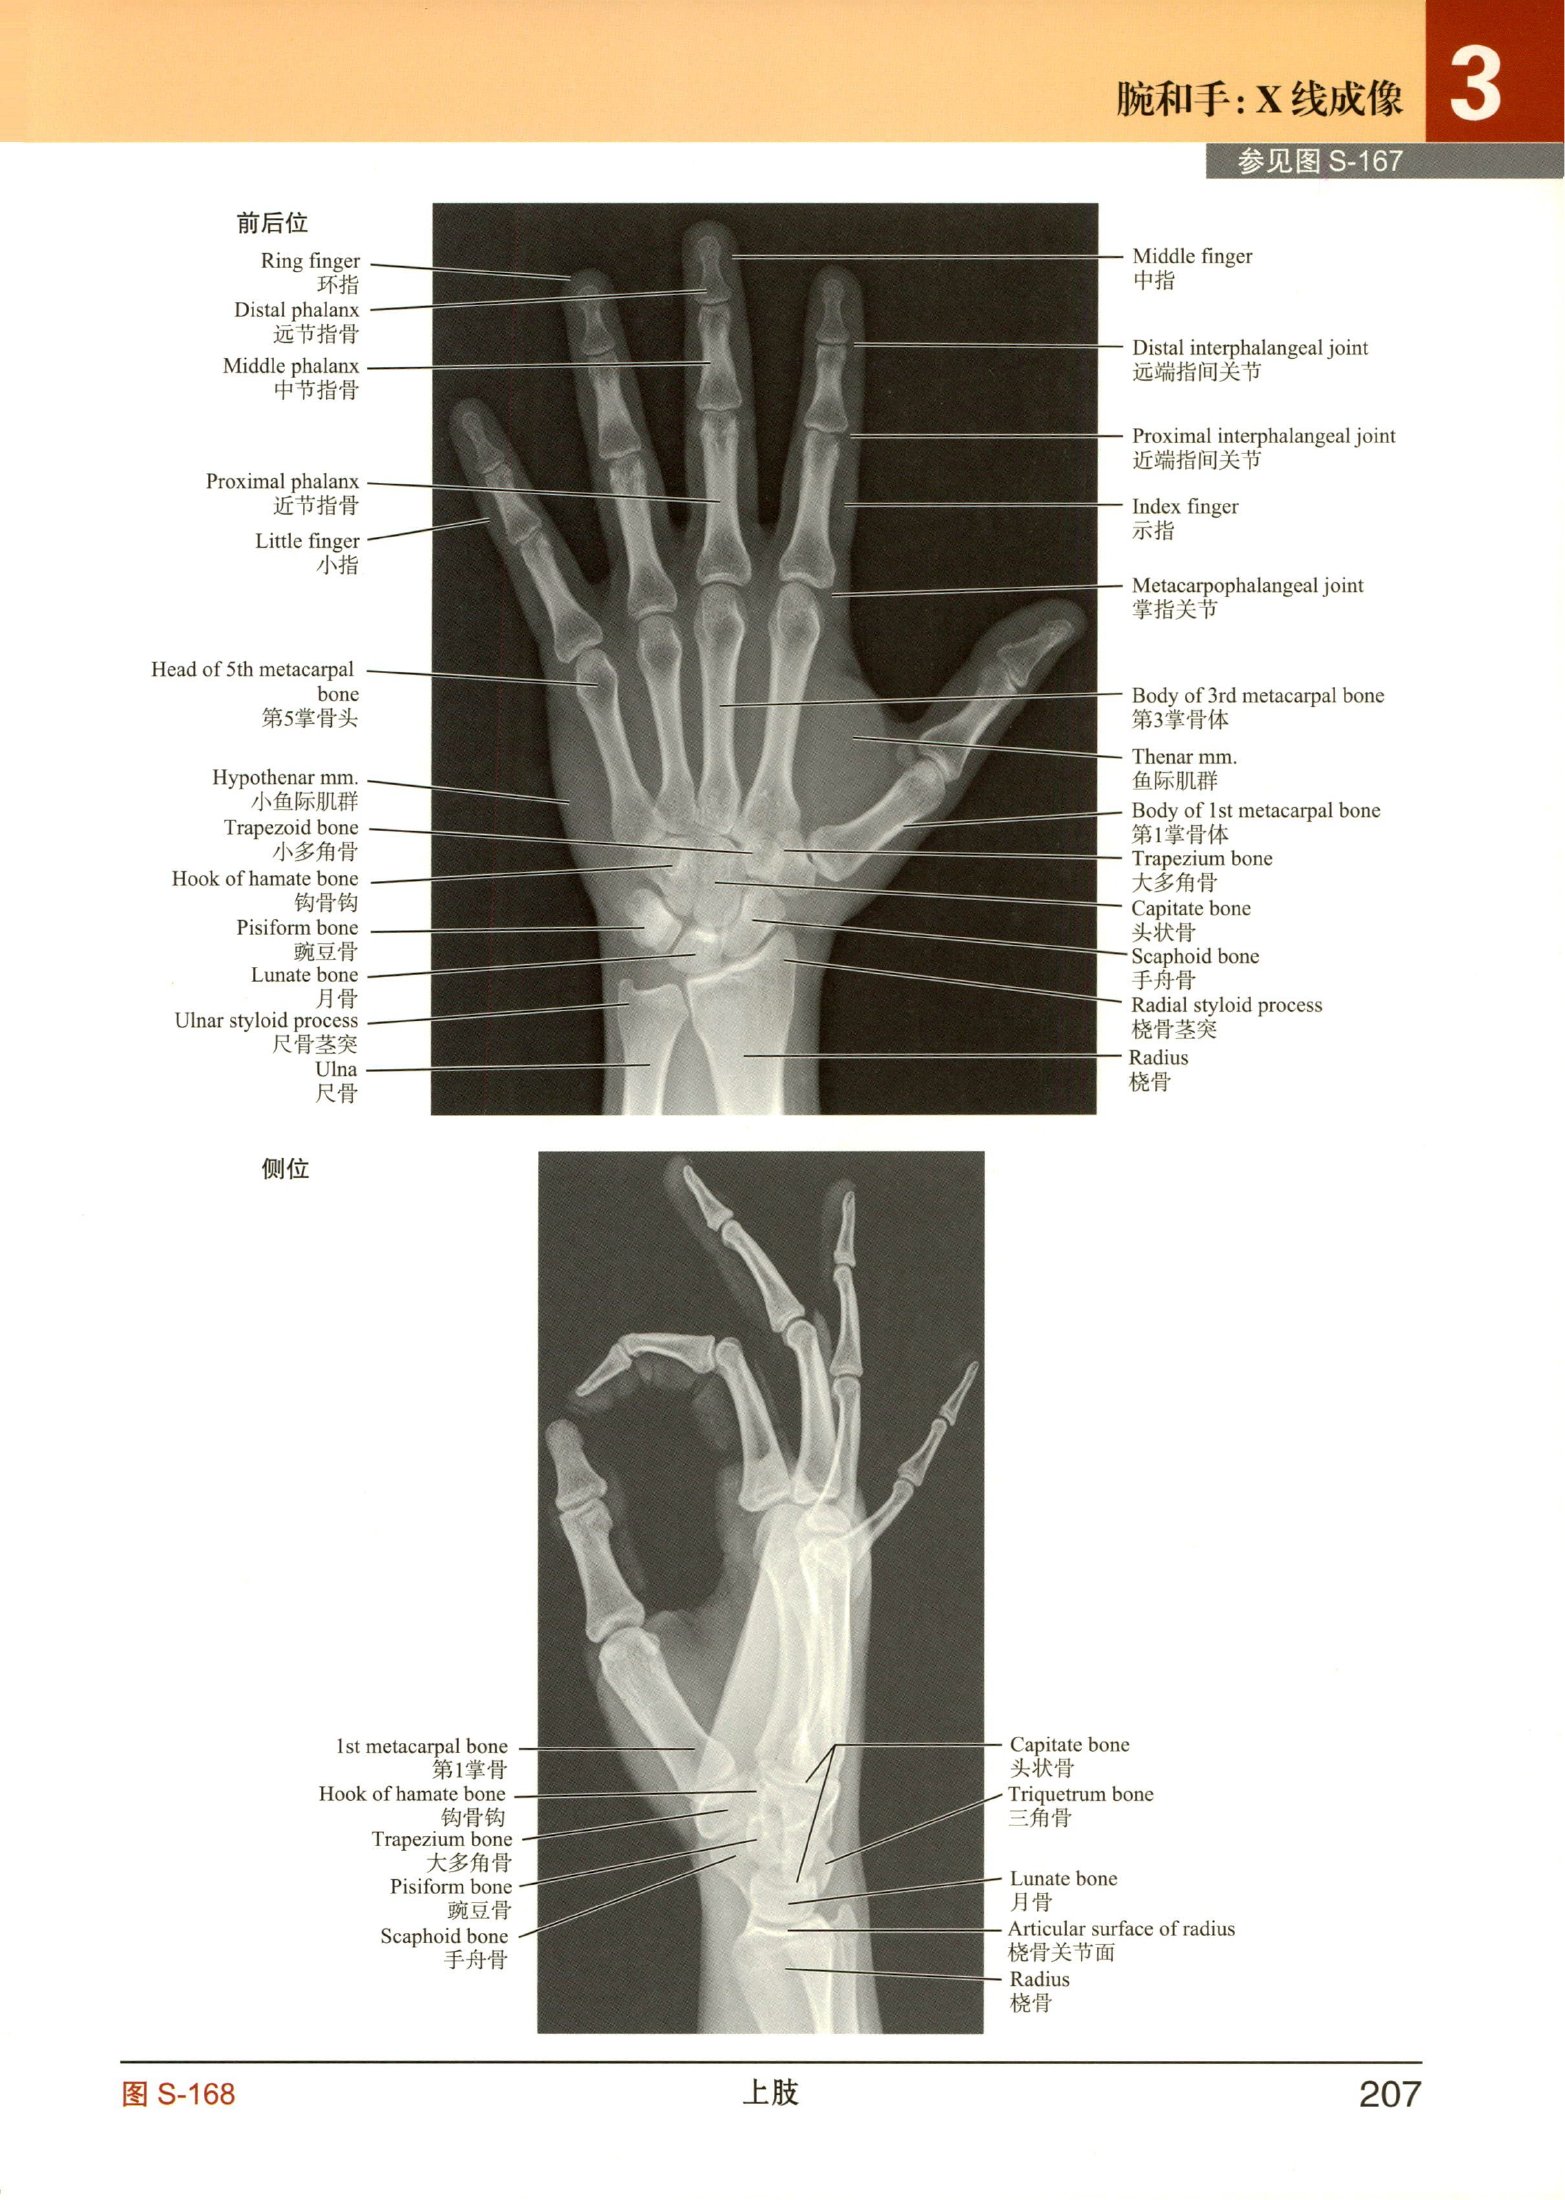 腕和手:X线成像
3
参见图 S-167
前后位
Ring finger
环指
Distal phalanx
远节指骨
Middle phalanx
中节指骨
Proximal phalanx
近节指骨
Little finger
小指
Head of 5th metacarpal
bone
第5掌骨头
Hypothenar mm.
小鱼际肌群
Trapezoid bone
小多角骨
Hook of hamate bone
钩骨钩
Pisiform bone
豌豆骨
Lunate bone
月骨
Ulnar styloid process
尺骨茎突
Ulna
尺骨
Middle finger
中指
Distal interphalangeal joint
远端指间关节
Proximal interphalangeal joint
近端指间关节
Index finger
示指
Metacarpophalangeal joint
掌指关节
Body of 3rd metacarpal bone
第3掌骨体
Thenar mm.
鱼际肌群
Body of 1st metacarpal bone
第1掌骨体
Trapezium bone
大多角骨
Capitate bone
头状骨
Scaphoid bone
手舟骨
Radial styloid process
桡骨茎突
Radius
桡骨
侧位
1st metacarpal bone
第1掌骨
Hook of hamate bone
钩骨钩
Trapezium bone
大多角骨
Pisiform bone
豌豆骨
Scaphoid bone
手舟骨
Capitate bone
头状骨
Triquetrum bone
三角骨
Lunate bone
月骨
Articular surface of radius
桡骨关节面
Radius
桡骨
图 S-168
上肢
207